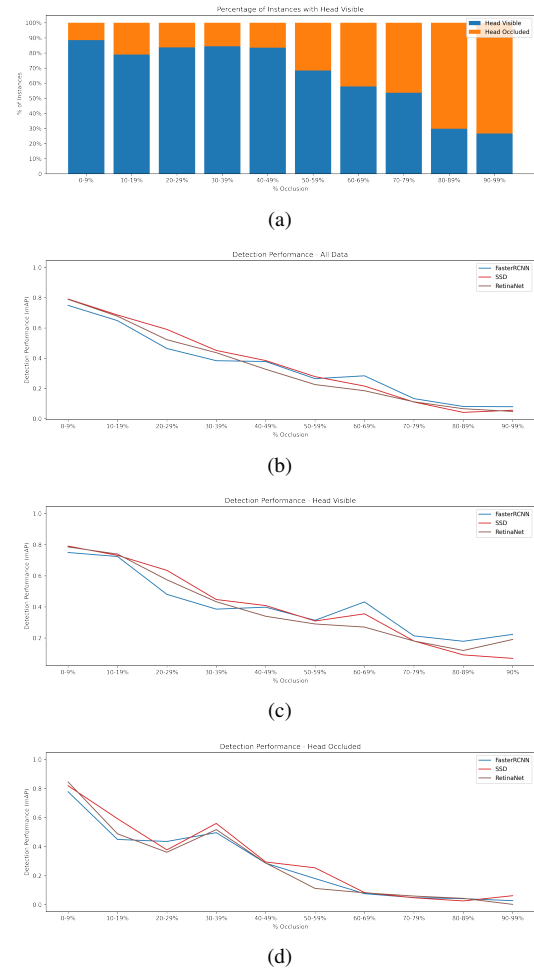 Percentage of Instances with Head Visible
Head Visible
Head Occluded
100%
90%
80%
70%
60%
50%
40%
30%
20%
10%
0
% of Instances
0-9% 10-19% 20-29% 30-39% 40-49% 50-59% 60-69% 70-79% 80-89% 90-99%
% Occlusion
(a)
Detection Performance - All Data
FasterRCNN
SSD
RetinaNet
1.0
0.8
0.6
0.4
0.2
0.0
Detection Performance (mAP)
0-9% 10-19% 20-29% 30-39% 40-49% 50-59% 60-69% 70-79% 80-89% 90-99%
% Occlusion
(b)
Detection Performance - Head Visible
FasterRCNN
SSD
RetinaNet
1.0
0.8
0.6
0.4
0.2
Detection Performance (mAP)
0-9% 10-19% 20-29% 30-39% 40-49% 50-59% 60-69% 70-79% 80-89% 90%
% Occlusion
(c)
Detection Performance - Head Occluded
FasterRCNN
SSD
RetinaNet
1.0
0.8
0.6
0.4
0.2
0.0
Detection Performance (mAP)
0-9% 10-19% 20-29% 30-39% 40-49% 50-59% 60-69% 70-79% 80-89% 90-99%
% Occlusion
(d)